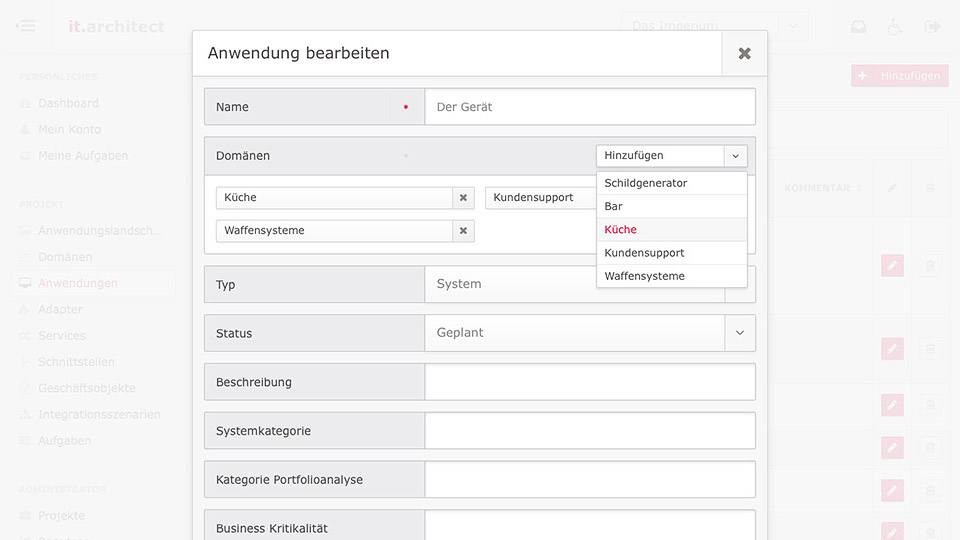 it.architect
Das Imperium
Anwendung bearbeiten
PERSÖNLICHES
Dashboard
Mein Konto
Meine Aufgaben
Hinzufügen
PROJEKT
Anwendungslandsch...
Domänen
Anwendungen
Adapter
Services
Schnittstellen
Geschäftsobjekte
Integrationsszenarien
Aufgaben
ADMINISTRATOR
Projekte
KOMMENTAR
Name
Der Gerät
Domänen
Hinzufügen
Schildgenerator
Bar
Küche
Kundensupport
Waffensysteme
Küche
Kundensupport
Waffensysteme
Typ
System
Status
Geplant
Beschreibung
Systemkategorie
Kategorie Portfolioanalyse
Business Kritikalität